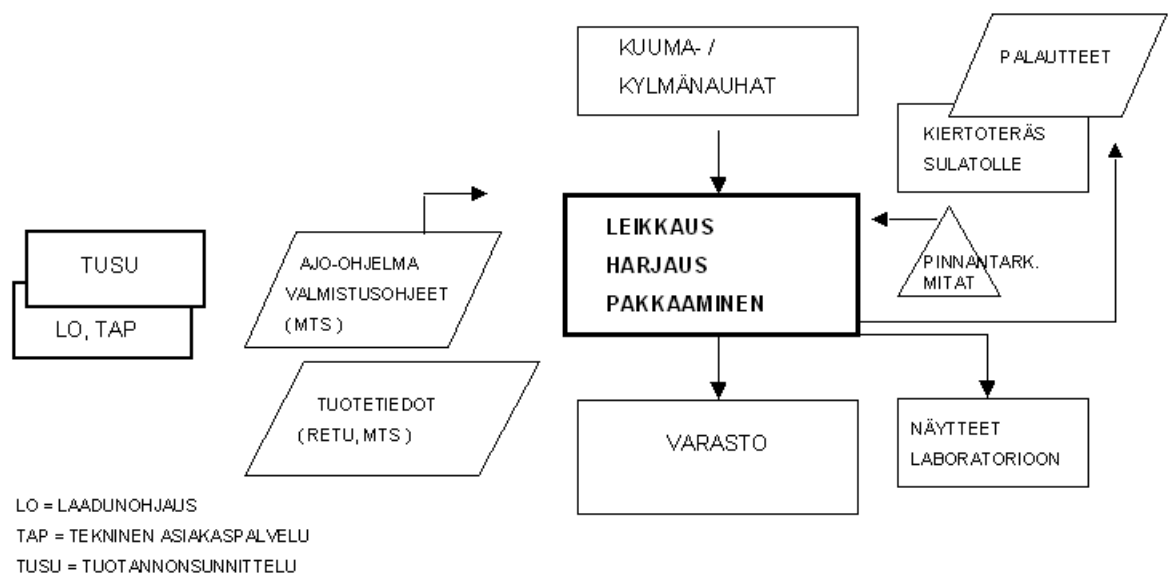 KUUMA- /
KYLMÄNAUHAT
PALAUTTEET
KIERTOTERÄS
SULATOLLE
LEIKKAUS
HARJAUS
PAKKAAMINEN
PINNANTARK.
MITAT
TUSU
LO, TAP
AJO-OHJELMA
VALMISTUSOHJEET
( MTS )
TUOTETIEDOT
( RETU, MTS )
VARASTO
NÄYTTEET
LABORATORIOON
LO = LAADUNOHJAUS
TAP = TEKNINEN ASIAKASPALVELU
TUSU = TUOTANNONSUNNITTELU